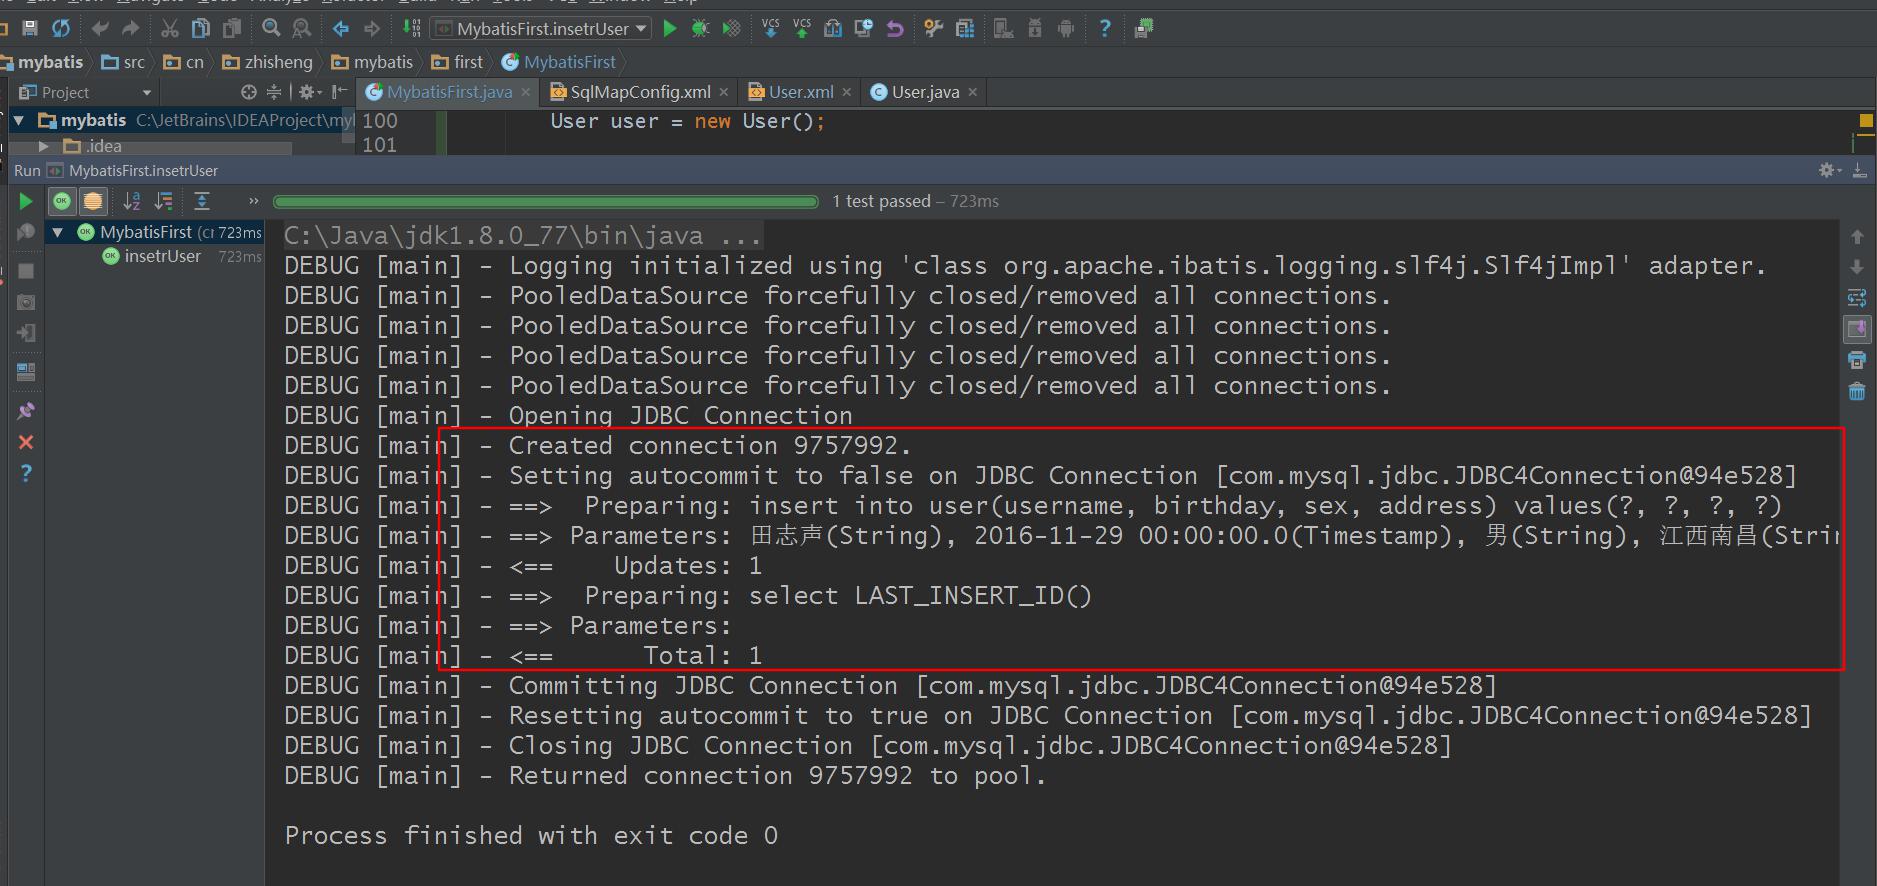 MybatisFirst.insetrUser
VCS VCS
mybatis src cn zhisheng mybatis first MybatisFirst
Project MybatisFirst.java SqlMapConfig.xml User.xml User.java
mybatis C:\JetBrains\IDEAProject\my
100 User user = new User();
.idea
101
Run MybatisFirst.insetrUser
1 test passed – 723ms
MybatisFirst (cr 723ms
insetrUser 723ms
C:\Java\jdk1.8.0_77\bin\java ...
DEBUG [main] - Logging initialized using 'class org.apache.ibatis.logging.slf4j.Slf4jImpl' adapter.
DEBUG [main] - PooledDataSource forcefully closed/removed all connections.
DEBUG [main] - PooledDataSource forcefully closed/removed all connections.
DEBUG [main] - PooledDataSource forcefully closed/removed all connections.
DEBUG [main] - PooledDataSource forcefully closed/removed all connections.
DEBUG [main] - Opening JDBC Connection
DEBUG [main] - Created connection 9757992.
DEBUG [main] - Setting autocommit to false on JDBC Connection [com.mysql.jdbc.JDBC4Connection@94e528]
DEBUG [main] - ==>  Preparing: insert into user(username, birthday, sex, address) values(?, ?, ?, ?)
DEBUG [main] - ==> Parameters: 田志声(String), 2016-11-29 00:00:00.0(Timestamp), 男(String), 江西南昌(Strin
DEBUG [main] - <==    Updates: 1
DEBUG [main] - ==>  Preparing: select LAST_INSERT_ID()
DEBUG [main] - ==> Parameters:
DEBUG [main] - <==      Total: 1
DEBUG [main] - Committing JDBC Connection [com.mysql.jdbc.JDBC4Connection@94e528]
DEBUG [main] - Resetting autocommit to true on JDBC Connection [com.mysql.jdbc.JDBC4Connection@94e528]
DEBUG [main] - Closing JDBC Connection [com.mysql.jdbc.JDBC4Connection@94e528]
DEBUG [main] - Returned connection 9757992 to pool.
Process finished with exit code 0